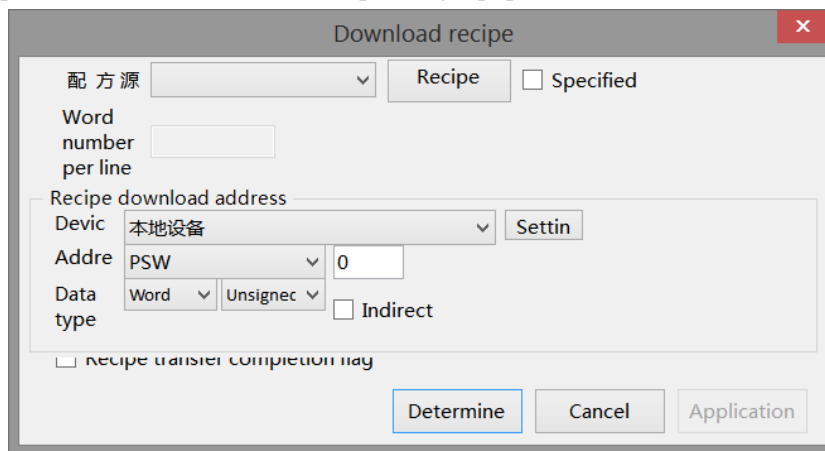 Download recipe
配方源 Recipe Specified
Word
numbe
per line
Recipe download address
Devic 本地设备 Settin
Addre PSW 0
Data Word Unsignec
type Indirect
Recipe transfer completion flag
Determine Cancel Application